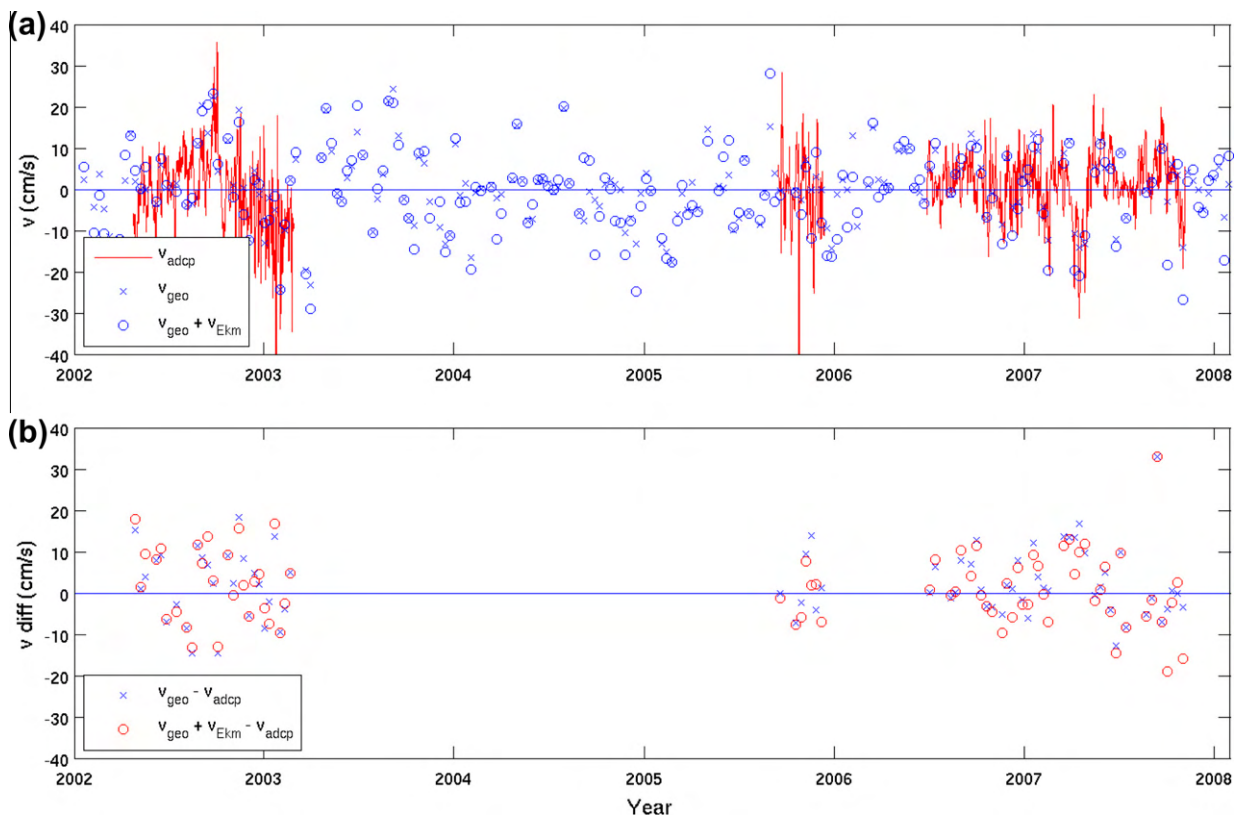 (a)
40
30
20
10
0
-10
-20
-30
-40
v (cm/s)
v_adcp
v_geo
v_geo + v_Ekm
2002 2003 2004 2005 2006 2007 2008
(b)
40
30
20
10
0
-10
-20
-30
-40
v diff (cm/s)
v_geo - v_adcp
v_geo + v_Ekm - v_adcp
2002 2003 2004 2005 2006 2007 2008
Year